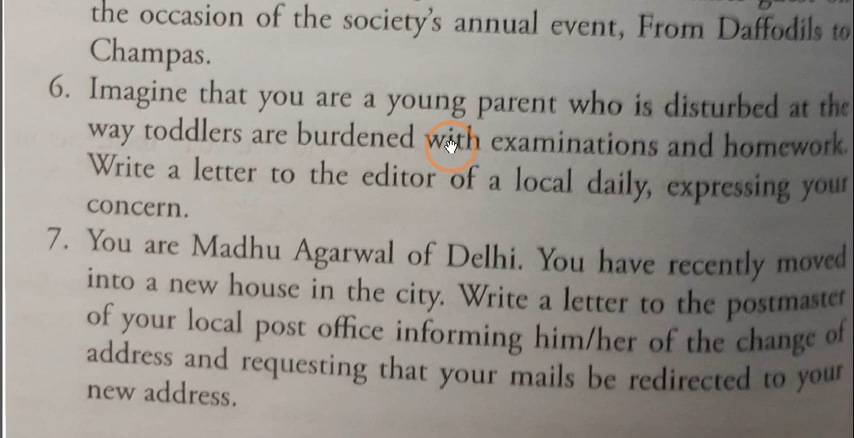 the occasion of the society's annual event, From Daffodils to
Champas.
6. Imagine that you are a young parent who is disturbed at the
way toddlers are burdened with examinations and homework.
Write a letter to the editor of a local daily, expressing your
concern.
7. You are Madhu Agarwal of Delhi. You have recently moved
into a new house in the city. Write a letter to the postmaster
of your local post office informing him/her of the change of
address and requesting that your mails be redirected to your
new address.